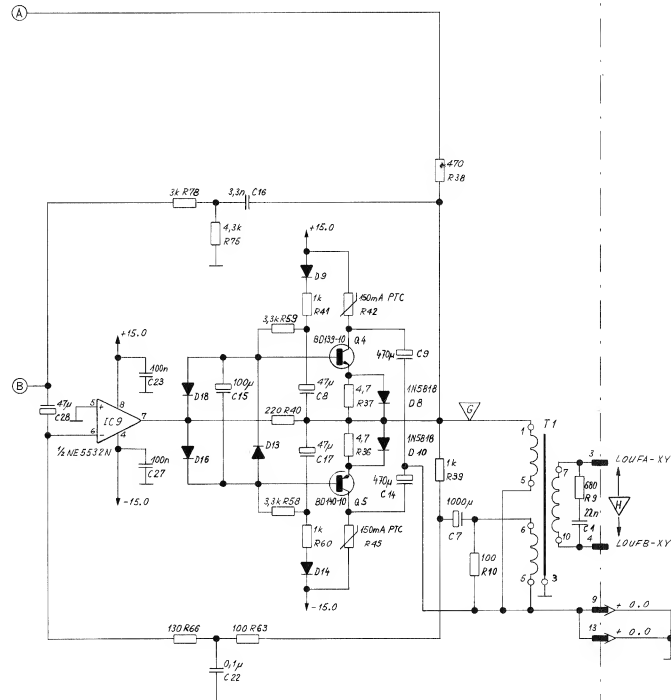 A
470
R38
3k R78
3,3n C16
4,3k
R75
+15.0
D9
1k
R41
150mA PTC
R42
3,3k R59
BD139-10
Q4
+15.0
100n
C23
470µ
C9
B
47µ
C28
5
+
8
IC9
7
6
-
4
½ NE5532N
D18
100µ
C15
47µ
C8
4,7
R37
1N5818
D8
220 R40
G
T1
100n
C27
-15.0
D16
D13
47µ
C17
4,7
R36
1N5818
D10
470µ
C14
1k
R39
1
5
3
LOUFA-XY
7
680
R9
22n
C1
H
10
4
LOUFB-XY
3,3k R58
BD140-10
Q5
1000µ
C7
6
1k
R60
150mA PTC
R45
100
R10
5
3
D14
-15.0
9
+ 0.0
13
+ 0.0
130 R66
100 R63
0,1µ
C22